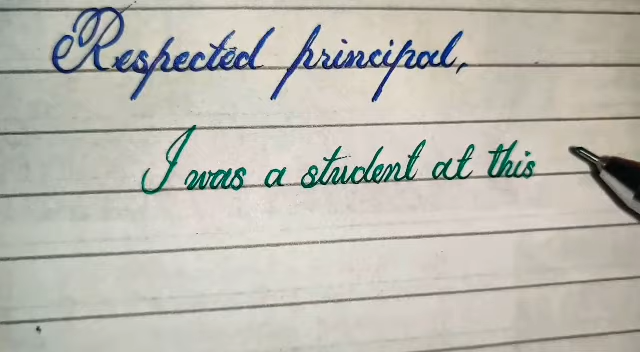 Respected principal,
I was a student at this